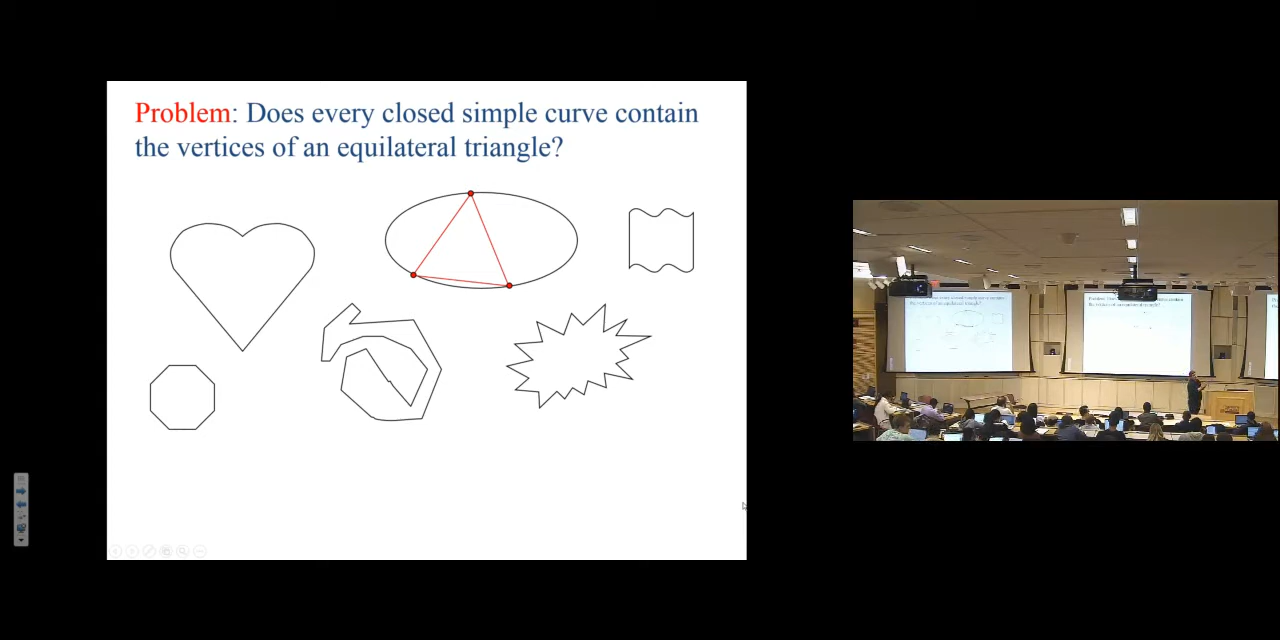 Problem: Does every closed simple curve contain
the vertices of an equilateral triangle?